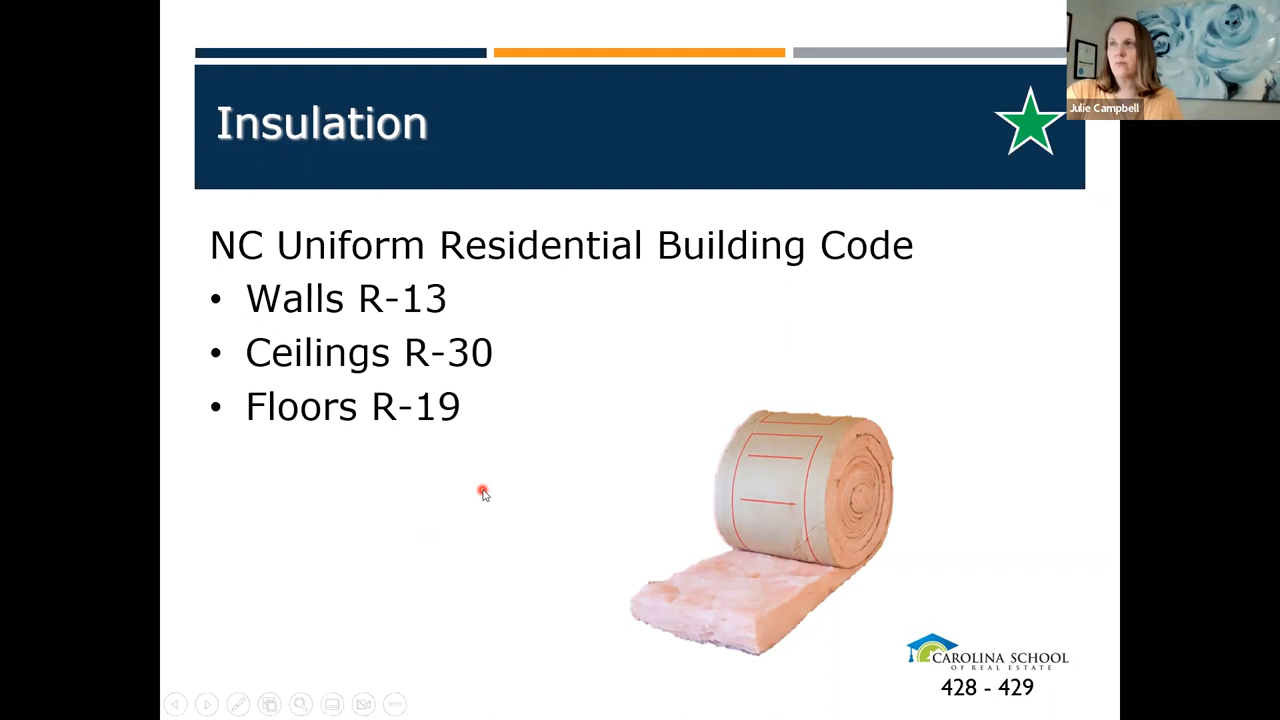 Insulation
Julie Campbell
NC Uniform Residential Building Code
• Walls R-13
• Ceilings R-30
• Floors R-19
CAROLINA SCHOOL
OF REAL ESTATE
428 - 429